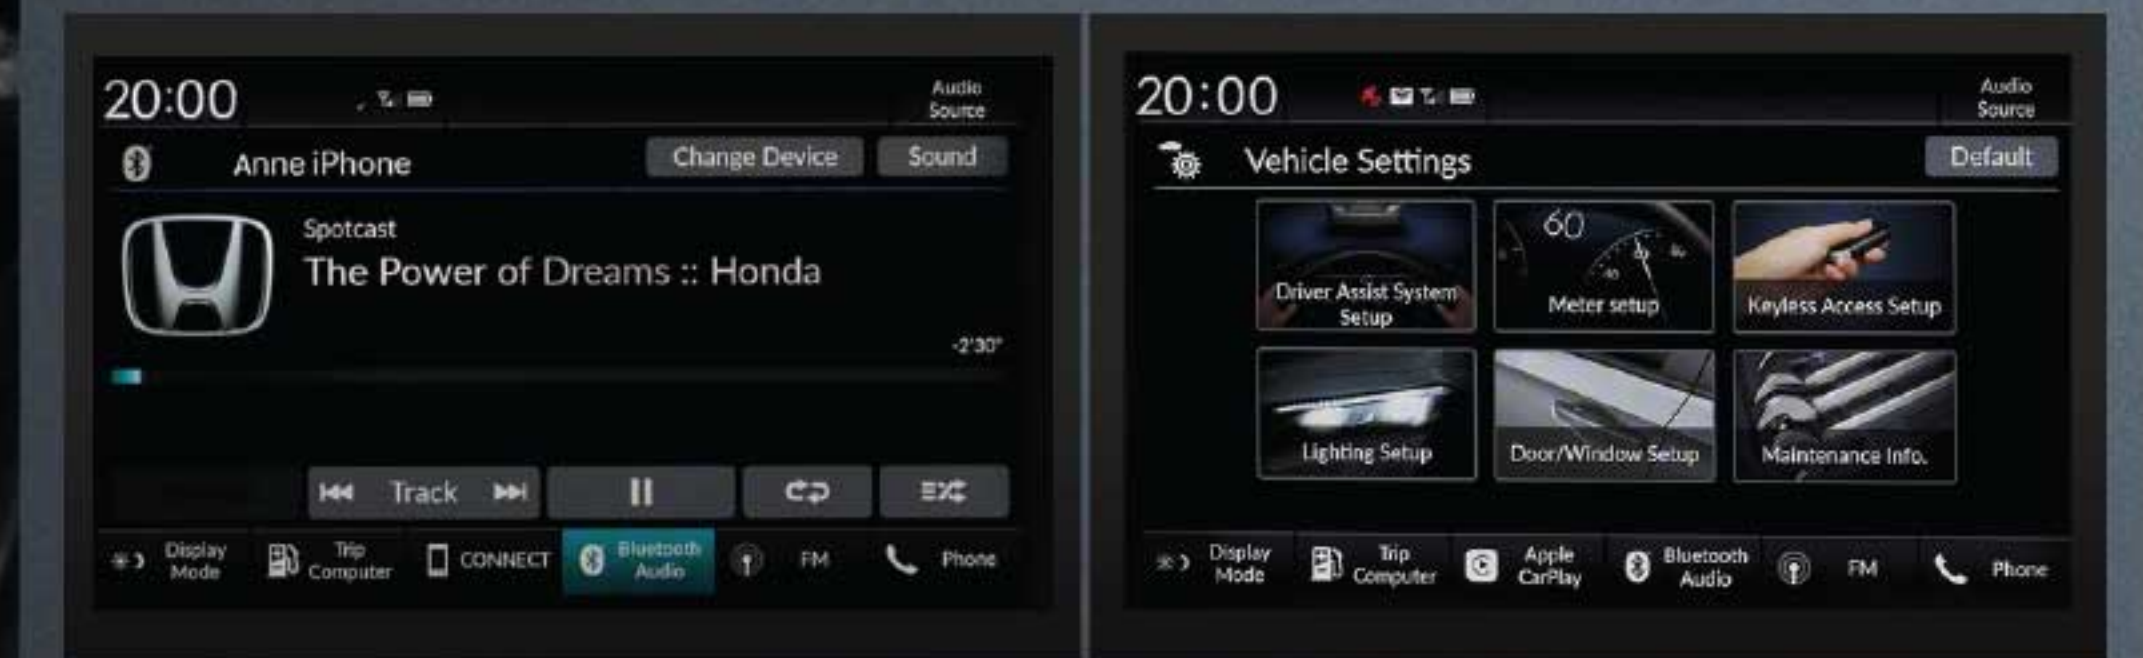 20:00
Audio
Source
Anne iPhone
Change Device
Sound
Spotcast
The Power of Dreams :: Honda
-2'30"
Track
Display
Mode
Trip
Computer
CONNECT
Bluetooth
Audio
FM
Phone
20:00
Audio
Source
Vehicle Settings
Default
Driver Assist System
Setup
60
Meter setup
Keyless Access Setup
Lighting Setup
Door/Window Setup
Maintenance Info.
Display
Mode
Trip
Computer
Apple
CarPlay
Bluetooth
Audio
FM
Phone